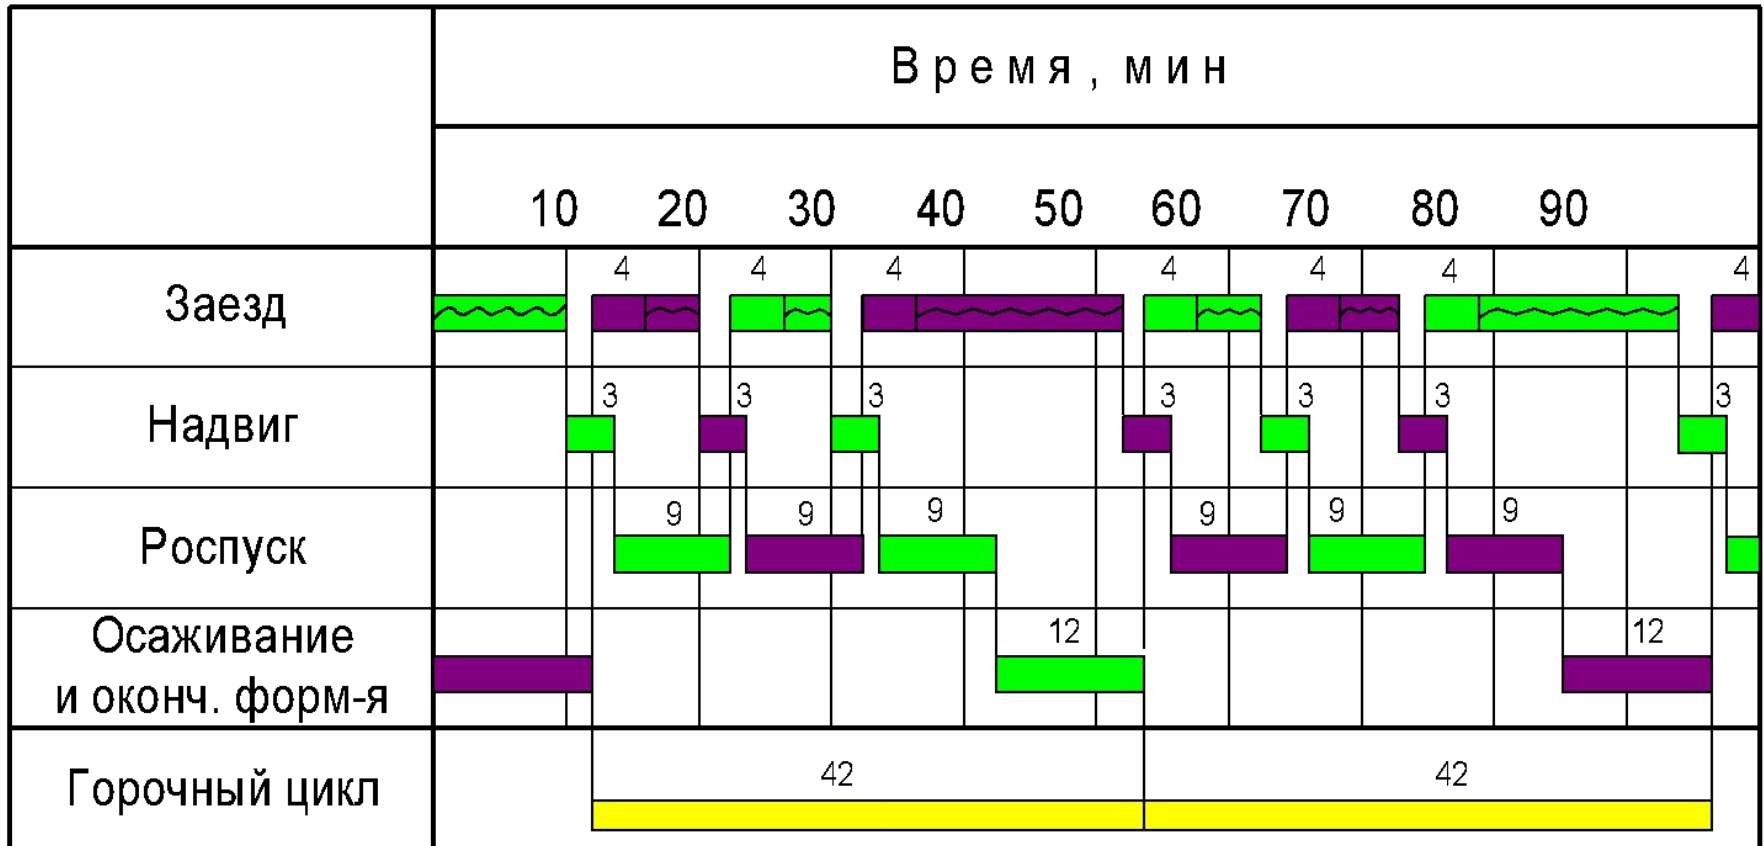 Время, мин
10 20 30 40 50 60 70 80 90
4 4 4 4 4 4 4
Заезд
3 3 3 3 3 3 3
Надвиг
9 9 9 9 9 9
Роспуск
Осаживание
12 12
и оконч. форм-я
42 42
Горочный цикл